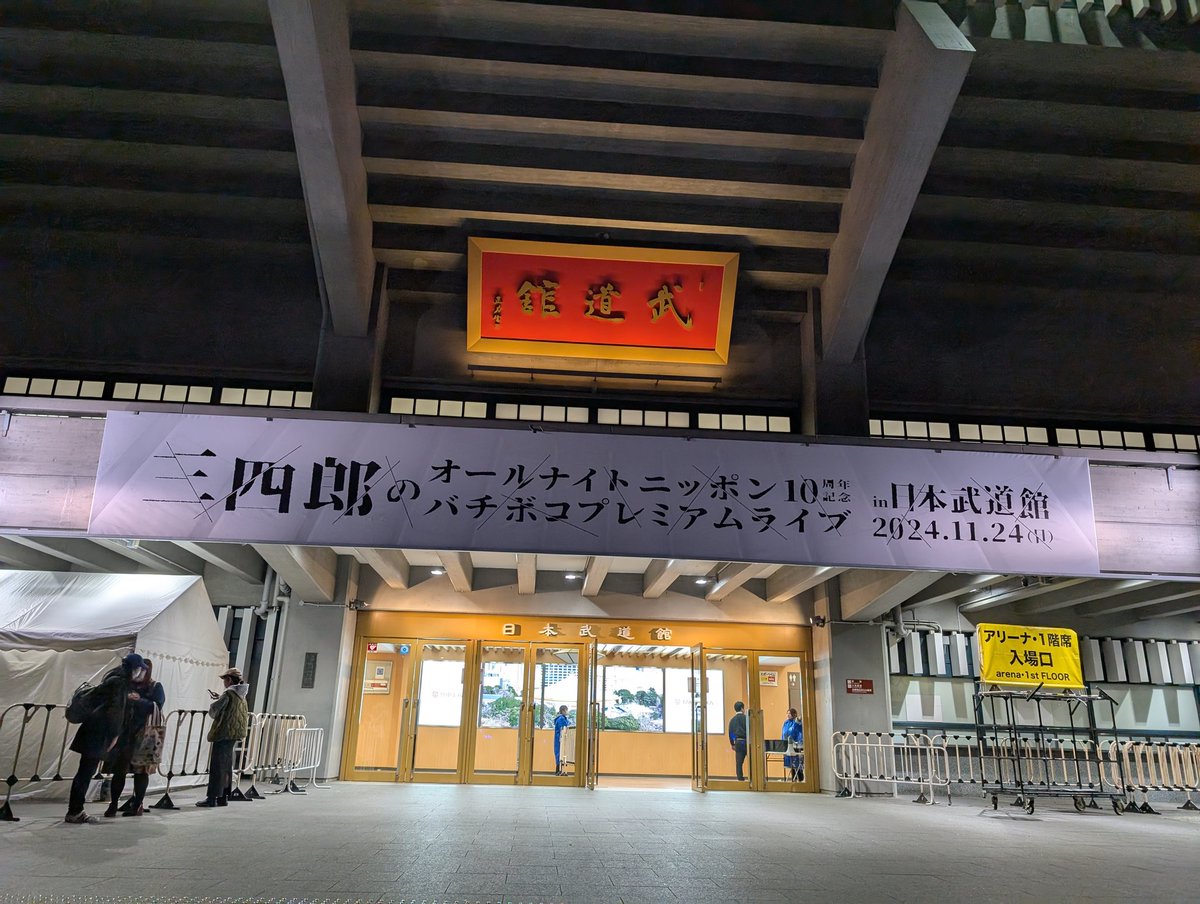 武道館
三四郎のオールナイトニッポン10周年記念
バチボコプレミアムライブ
in日本武道館
2024.11.24(日)
日本武道館
アリーナ・1階席
入場口
arena・1st FLOOR